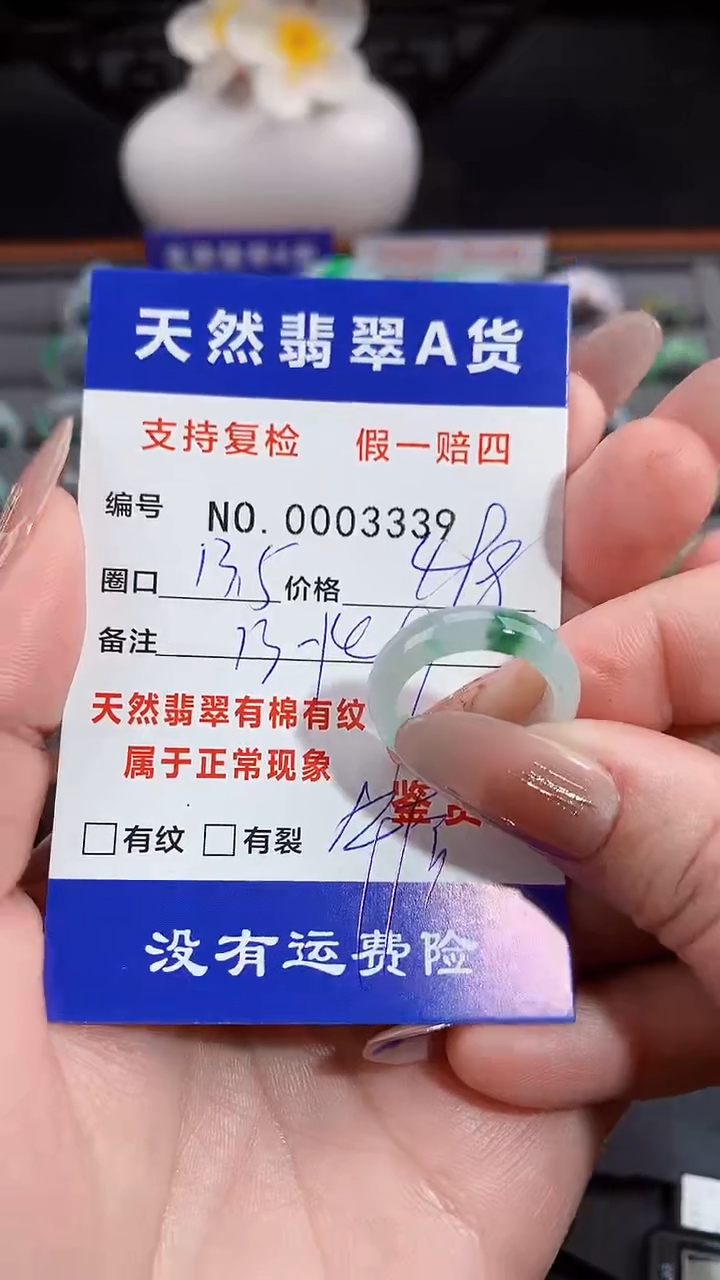 天然翡翠A货
支持复检 假一赔四
编号 NO.0003339
圈口 13.5 价格 418
备注 13-14
天然翡翠有棉有纹
属于正常现象
鉴
□有纹 □有裂
没有运费险